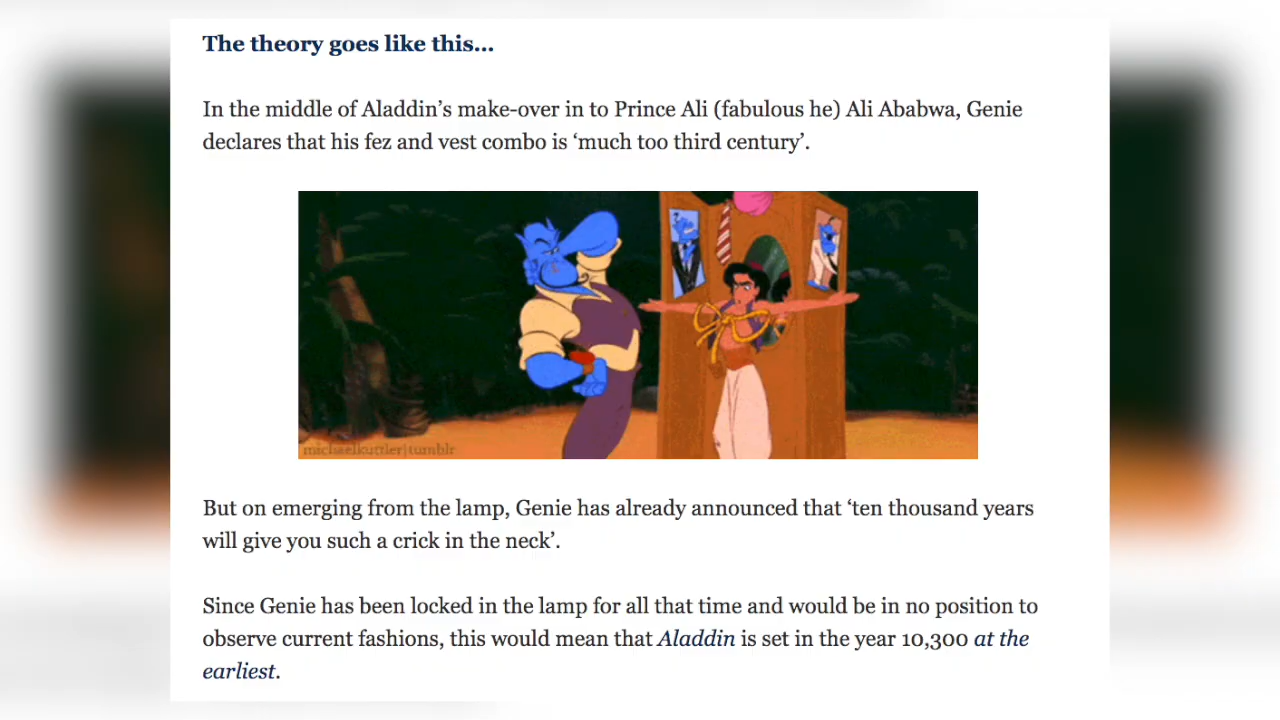 The theory goes like this...
In the middle of Aladdin’s make-over in to Prince Ali (fabulous he) Ali Ababwa, Genie
declares that his fez and vest combo is ‘much too third century’.
michaelkutrler|tumblr
But on emerging from the lamp, Genie has already announced that ‘ten thousand years
will give you such a crick in the neck’.
Since Genie has been locked in the lamp for all that time and would be in no position to
observe current fashions, this would mean that Aladdin is set in the year 10,300 at the
earliest.